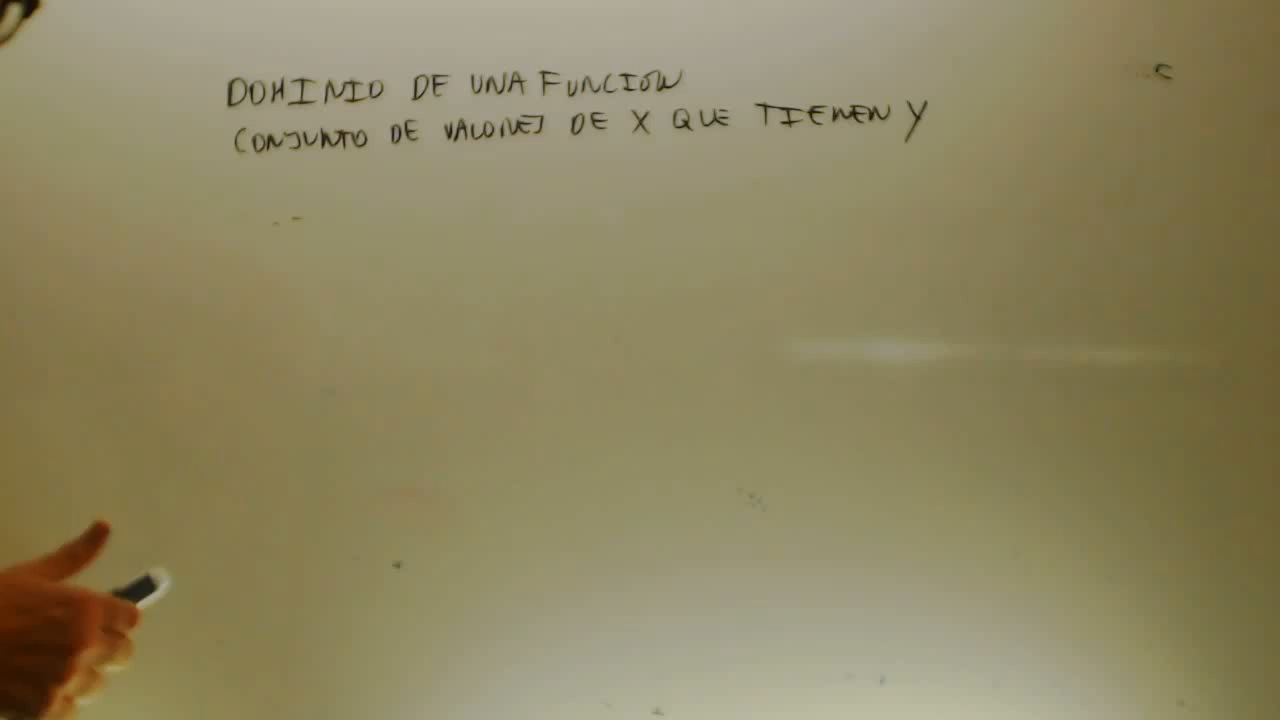 DOMINIO DE UNA FUNCION
CONJUNTO DE VALORES DE X QUE TIENEN Y